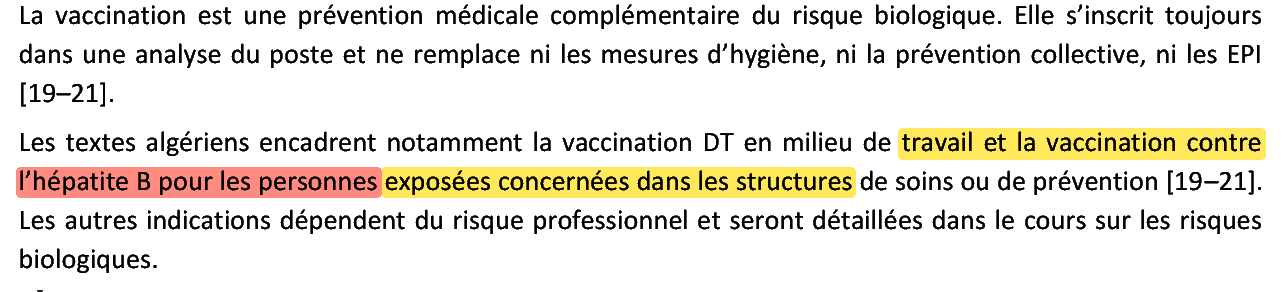 La vaccination est une prévention médicale complémentaire du risque biologique. Elle s’inscrit toujours
dans une analyse du poste et ne remplace ni les mesures d’hygiène, ni la prévention collective, ni les EPI
[19–21].
Les textes algériens encadrent notamment la vaccination DT en milieu de travail et la vaccination contre
l’hépatite B pour les personnes exposées concernées dans les structures de soins ou de prévention [19–21].
Les autres indications dépendent du risque professionnel et seront détaillées dans le cours sur les risques
biologiques.